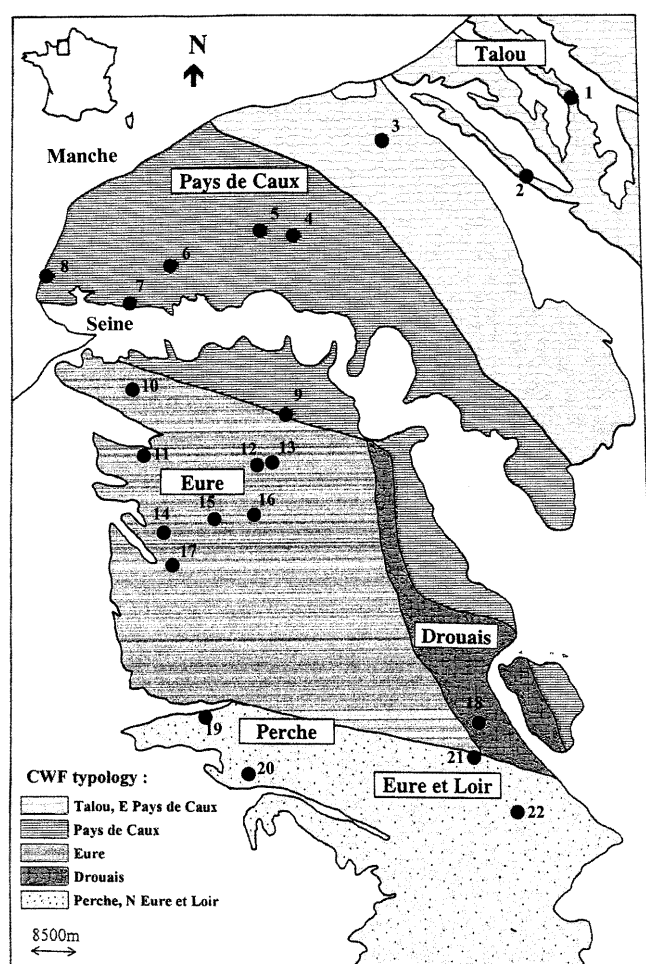 N
Talou
1
Manche
3
2
Pays de Caux
5
4
6
8
7
Seine
10
9
11
12
13
Eure
15
16
14
17
Drouais
18
19
Perche
21
20
Eure et Loir
22
CWF typology :
Talou, E Pays de Caux
Pays de Caux
Eure
Drouais
Perche, N Eure et Loir
8500m